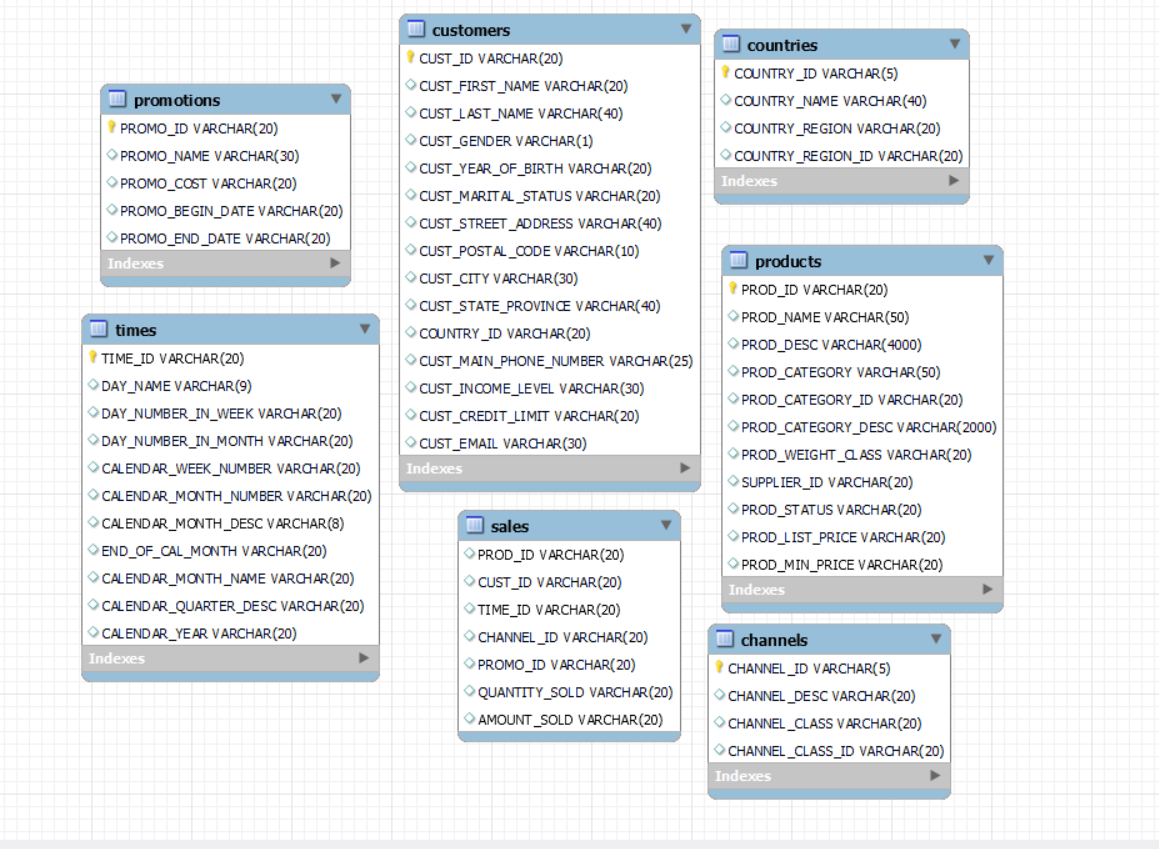 customers
CUST_ID VARCHAR(20)
CUST_FIRST_NAME VARCHAR(20)
CUST_LAST_NAME VARCHAR(40)
CUST_GENDER VARCHAR(1)
CUST_YEAR_OF_BIRTH VARCHAR(20)
CUST_MARITAL_STATUS VARCHAR(20)
CUST_STREET_ADDRESS VARCHAR(40)
CUST_POSTAL_CODE VARCHAR(10)
CUST_CITY VARCHAR(30)
CUST_STATE_PROVINCE VARCHAR(40)
COUNTRY_ID VARCHAR(20)
CUST_MAIN_PHONE_NUMBER VARCHAR(25)
CUST_INCOME_LEVEL VARCHAR(30)
CUST_CREDIT_LIMIT VARCHAR(20)
CUST_EMAIL VARCHAR(30)
Indexes
countries
COUNTRY_ID VARCHAR(5)
COUNTRY_NAME VARCHAR(40)
COUNTRY_REGION VARCHAR(20)
COUNTRY_REGION_ID VARCHAR(20)
Indexes
promotions
PROMO_ID VARCHAR(20)
PROMO_NAME VARCHAR(30)
PROMO_COST VARCHAR(20)
PROMO_BEGIN_DATE VARCHAR(20)
PROMO_END_DATE VARCHAR(20)
Indexes
products
PROD_ID VARCHAR(20)
PROD_NAME VARCHAR(50)
PROD_DESC VARCHAR(4000)
PROD_CATEGORY VARCHAR(50)
PROD_CATEGORY_ID VARCHAR(20)
PROD_CATEGORY_DESC VARCHAR(2000)
PROD_WEIGHT_CLASS VARCHAR(20)
SUPPLIER_ID VARCHAR(20)
PROD_STATUS VARCHAR(20)
PROD_LIST_PRICE VARCHAR(20)
PROD_MIN_PRICE VARCHAR(20)
Indexes
times
TIME_ID VARCHAR(20)
DAY_NAME VARCHAR(9)
DAY_NUMBER_IN_WEEK VARCHAR(20)
DAY_NUMBER_IN_MONTH VARCHAR(20)
CALENDAR_WEEK_NUMBER VARCHAR(20)
CALENDAR_MONTH_NUMBER VARCHAR(20)
CALENDAR_MONTH_DESC VARCHAR(8)
END_OF_CAL_MONTH VARCHAR(20)
CALENDAR_MONTH_NAME VARCHAR(20)
CALENDAR_QUARTER_DESC VARCHAR(20)
CALENDAR_YEAR VARCHAR(20)
Indexes
sales
PROD_ID VARCHAR(20)
CUST_ID VARCHAR(20)
TIME_ID VARCHAR(20)
CHANNEL_ID VARCHAR(20)
PROMO_ID VARCHAR(20)
QUANTITY_SOLD VARCHAR(20)
AMOUNT_SOLD VARCHAR(20)
channels
CHANNEL_ID VARCHAR(5)
CHANNEL_DESC VARCHAR(20)
CHANNEL_CLASS VARCHAR(20)
CHANNEL_CLASS_ID VARCHAR(20)
Indexes